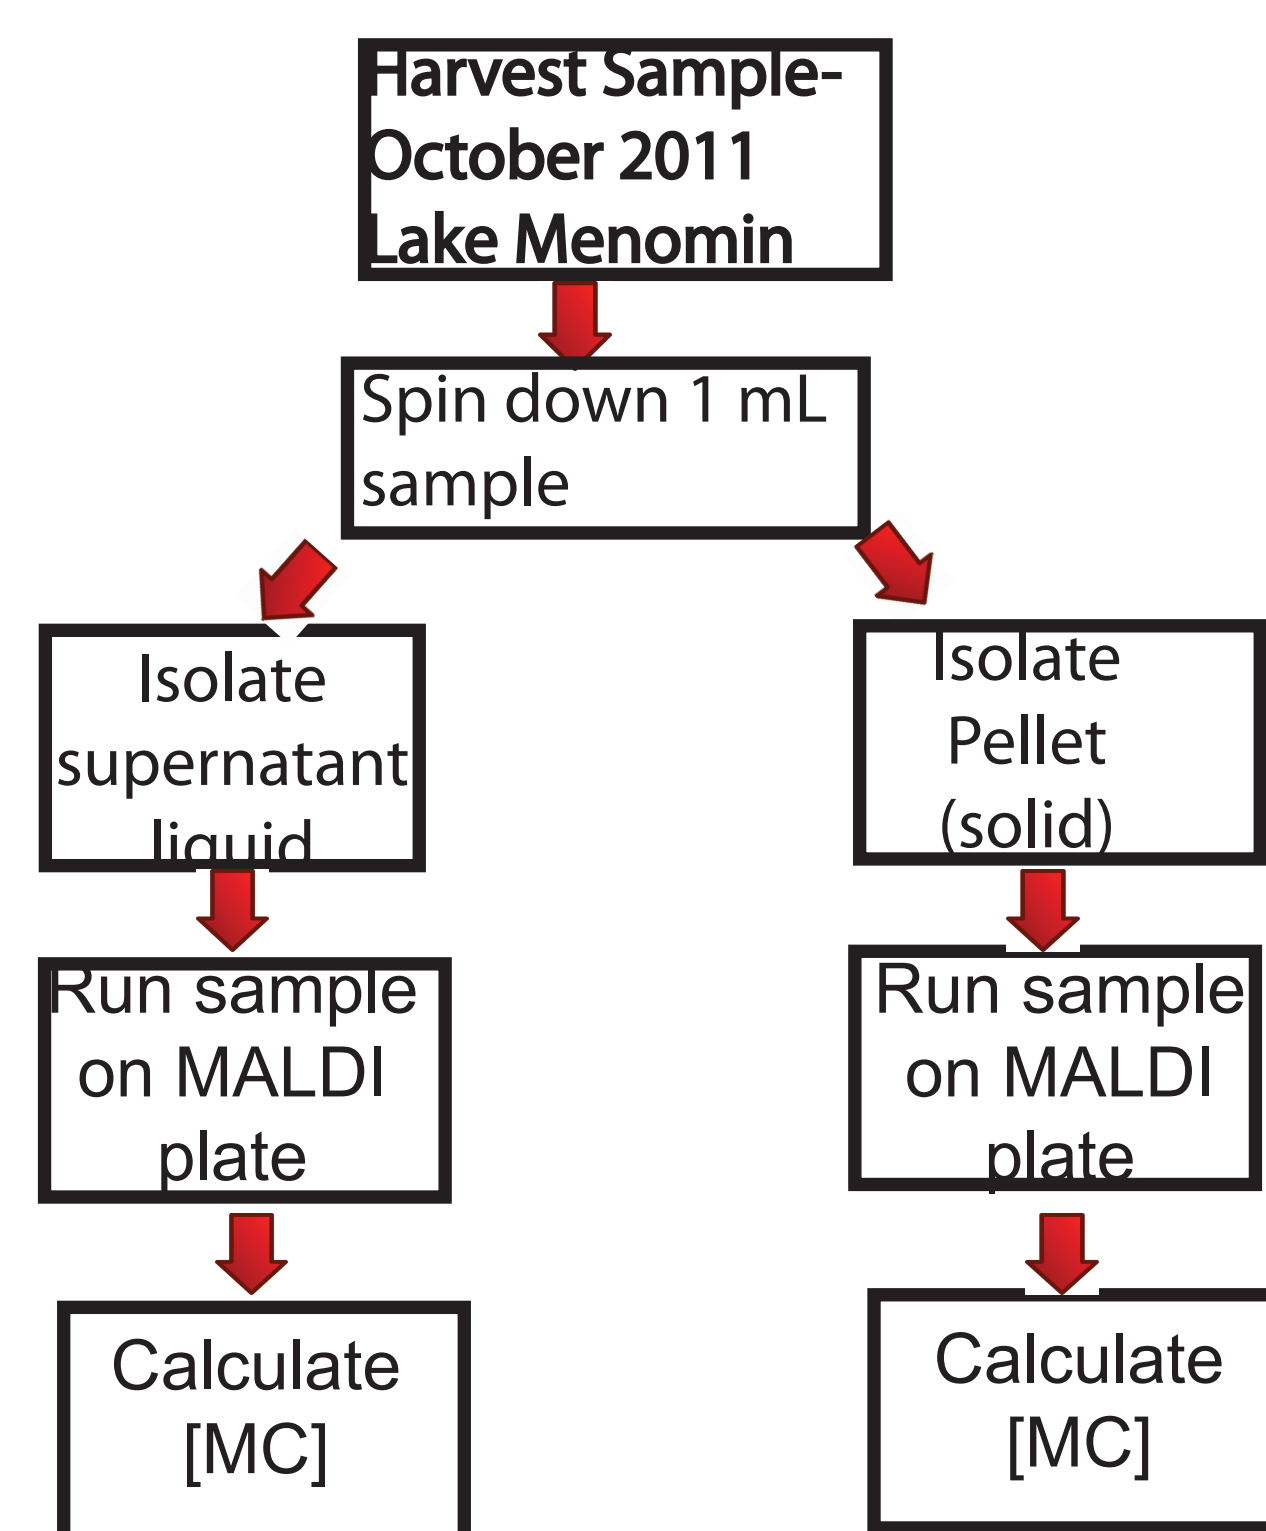 Harvest Sample-
October 2011
Lake Menomin
Spin down 1 mL
sample
Isolate
supernatant
liquid
Isolate
Pellet
(solid)
Run sample
on MALDI
plate
Run sample
on MALDI
plate
Calculate
[MC]
Calculate
[MC]